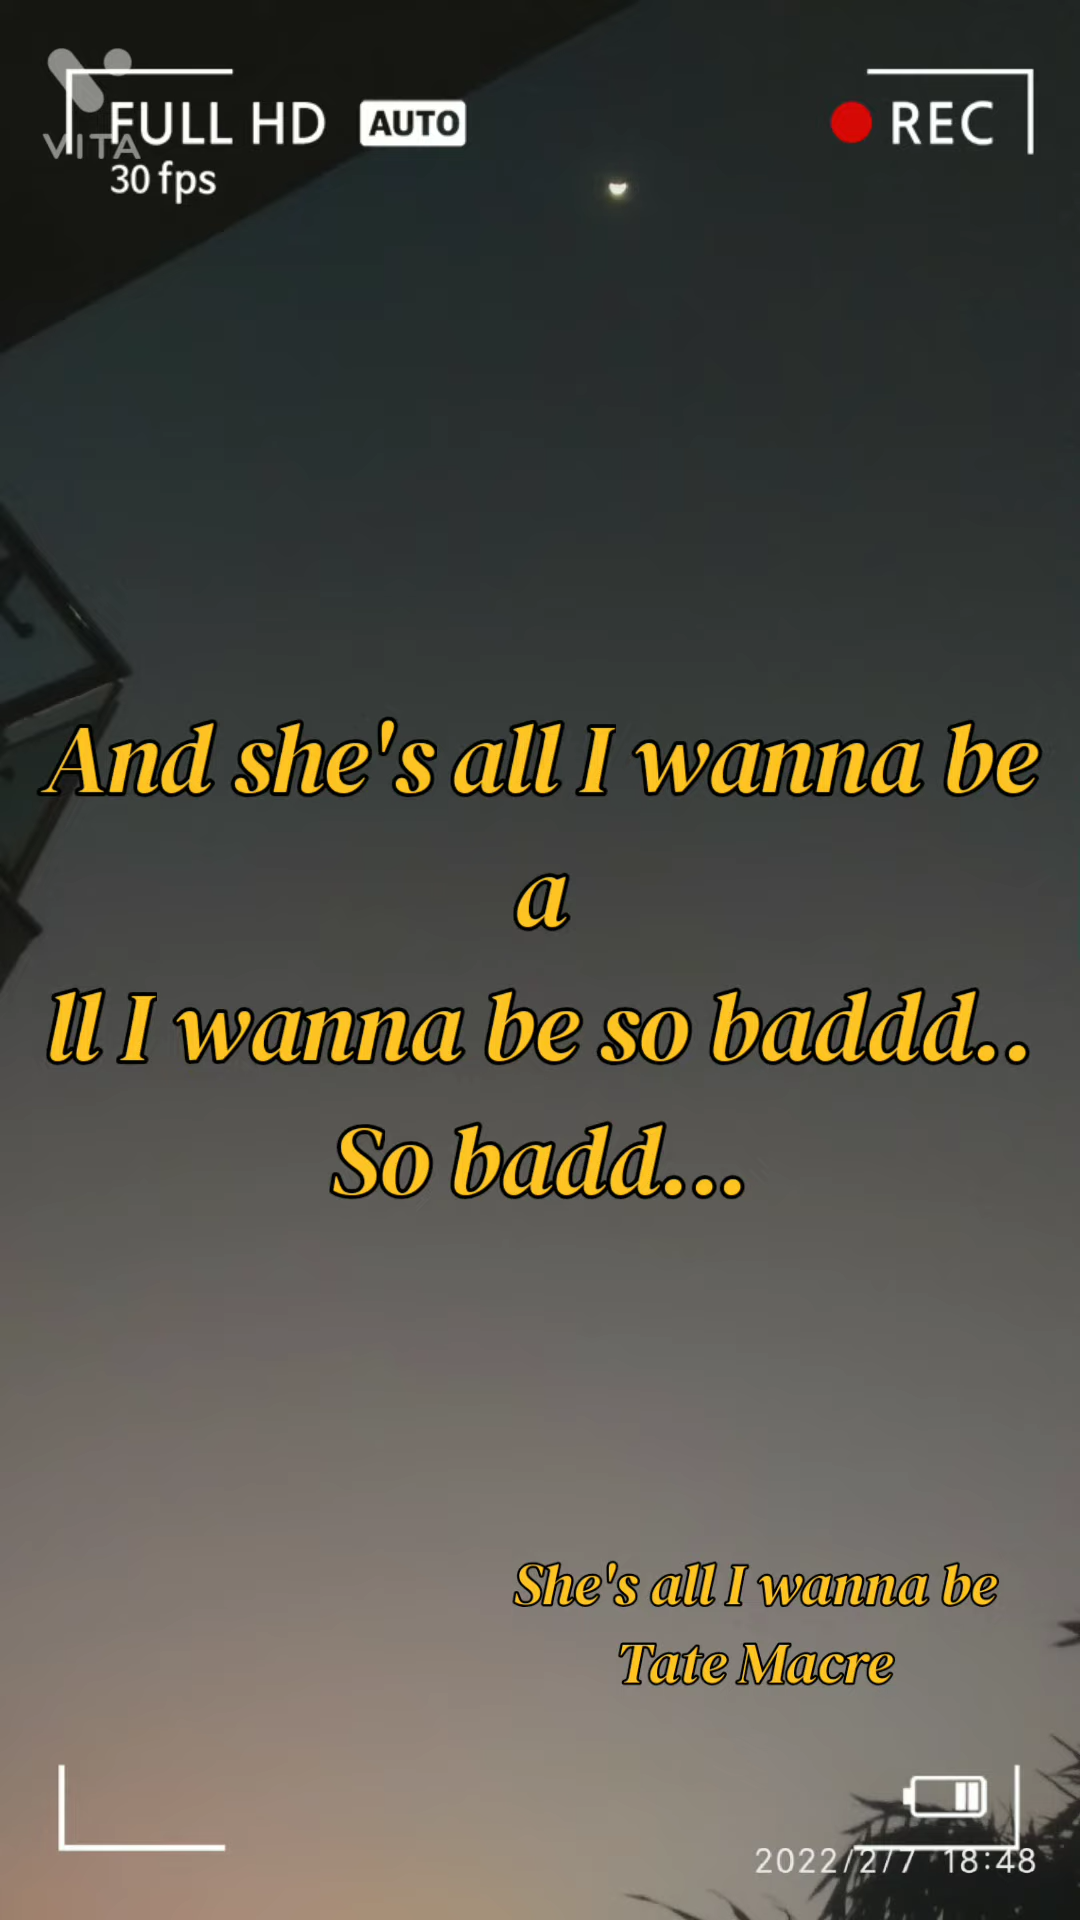 FULL HD AUTO
REC
VITA
30 fps
And she's all I wanna be
a
ll I wanna be so baddd..
So badd...
She's all I wanna be
Tate Macre
2022/2/7 18:48